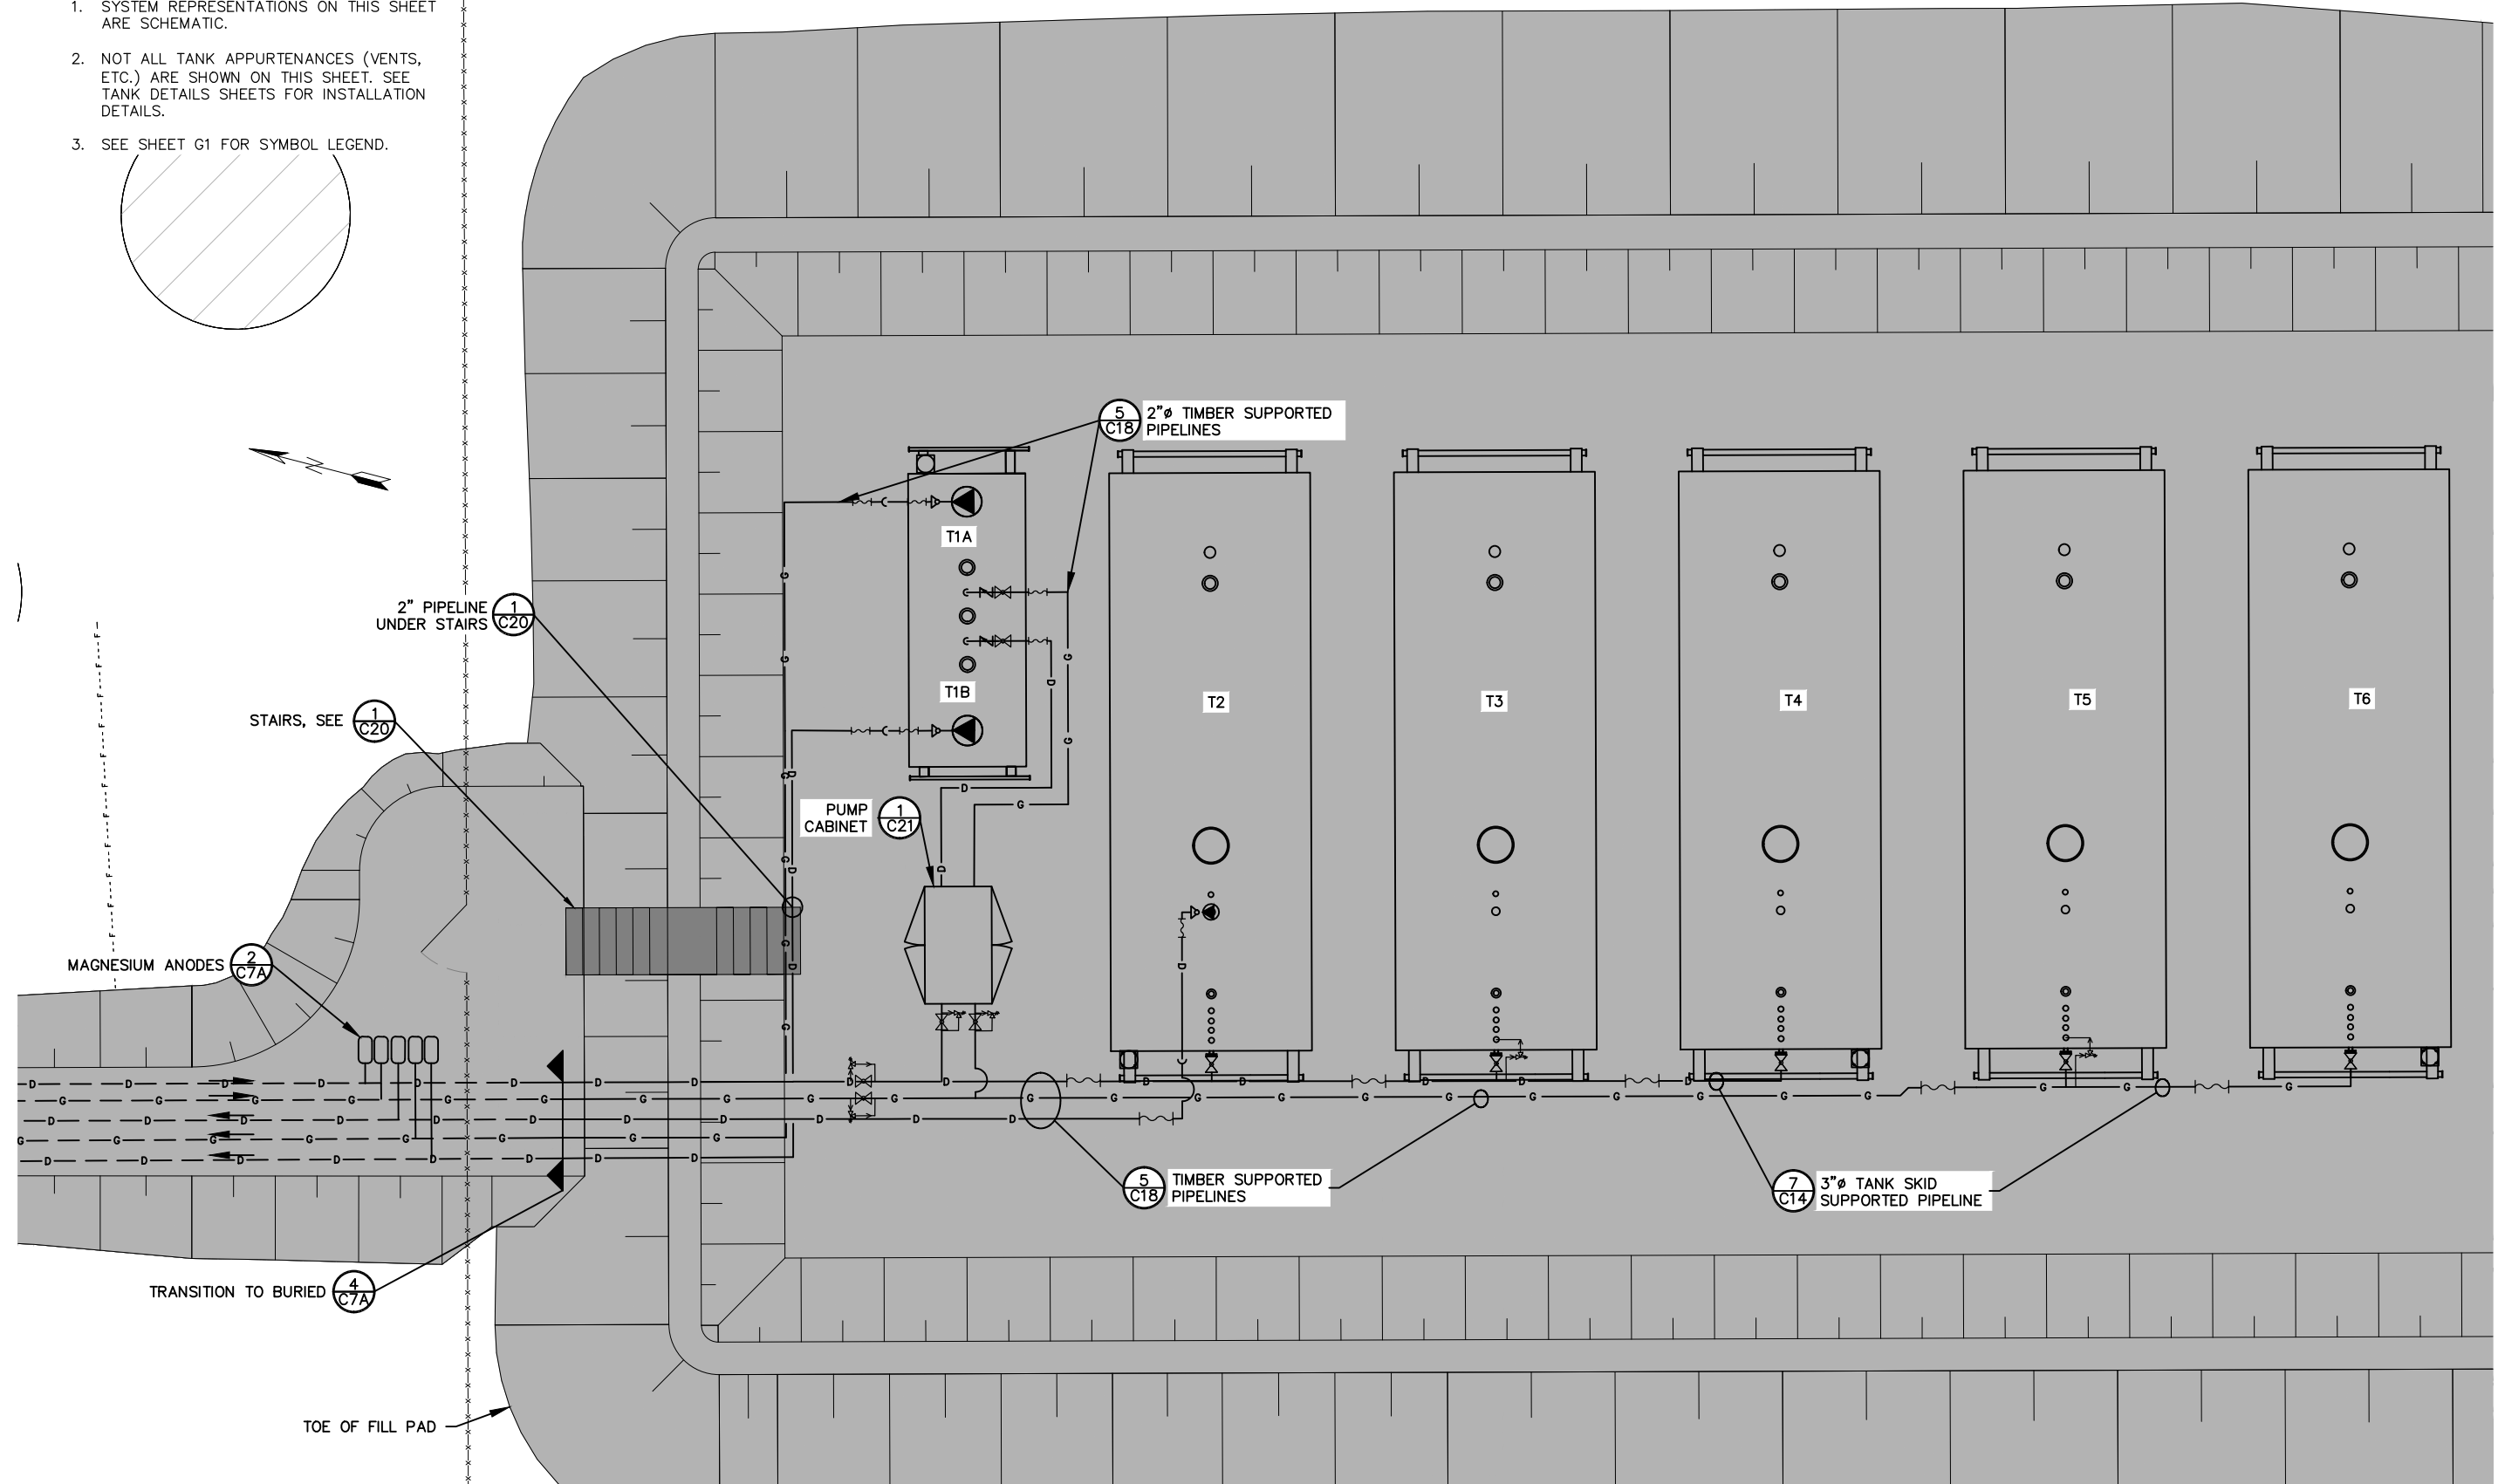 1. SYSTEM REPRESENTATIONS ON THIS SHEET
ARE SCHEMATIC.
2. NOT ALL TANK APPURTENANCES (VENTS,
ETC.) ARE SHOWN ON THIS SHEET. SEE
TANK DETAILS SHEETS FOR INSTALLATION
DETAILS.
3. SEE SHEET G1 FOR SYMBOL LEGEND.
5
C18
2"ø TIMBER SUPPORTED
PIPELINES
T1A
2" PIPELINE
UNDER STAIRS
1
C20
T1B
T2
T3
T4
T5
T6
STAIRS, SEE
1
C20
PUMP
CABINET
1
C21
MAGNESIUM ANODES
2
C7A
5
C18
TIMBER SUPPORTED
PIPELINES
7
C14
3"ø TANK SKID
SUPPORTED PIPELINE
TRANSITION TO BURIED
4
C7A
TOE OF FILL PAD